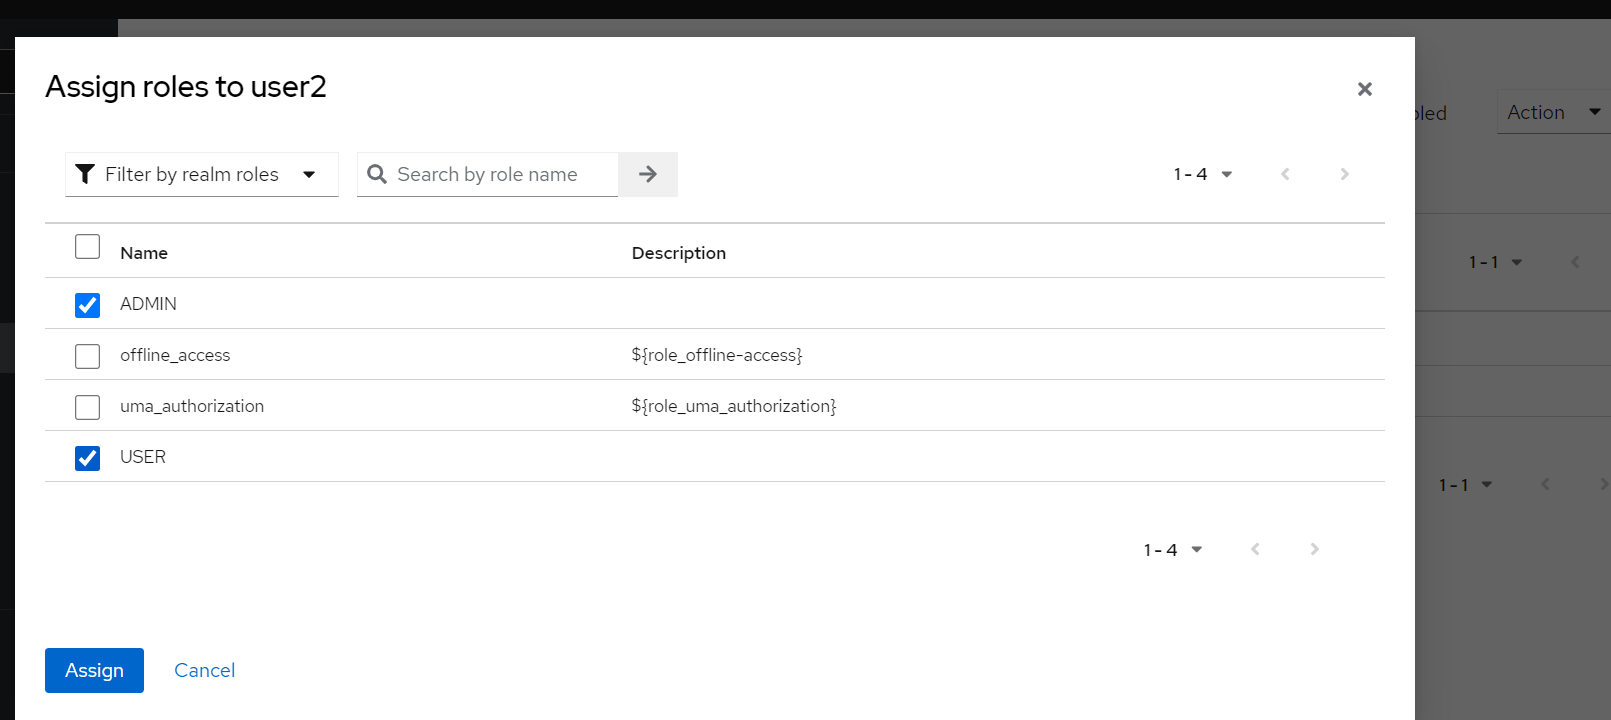 Assign roles to user2
Action
Filter by realm roles
Search by role name
1 - 4
Name Description
1 - 1
ADMIN
offline_access ${role_offline-access}
uma_authorization ${role_uma_authorization}
USER
1 - 1
1 - 4
Assign Cancel